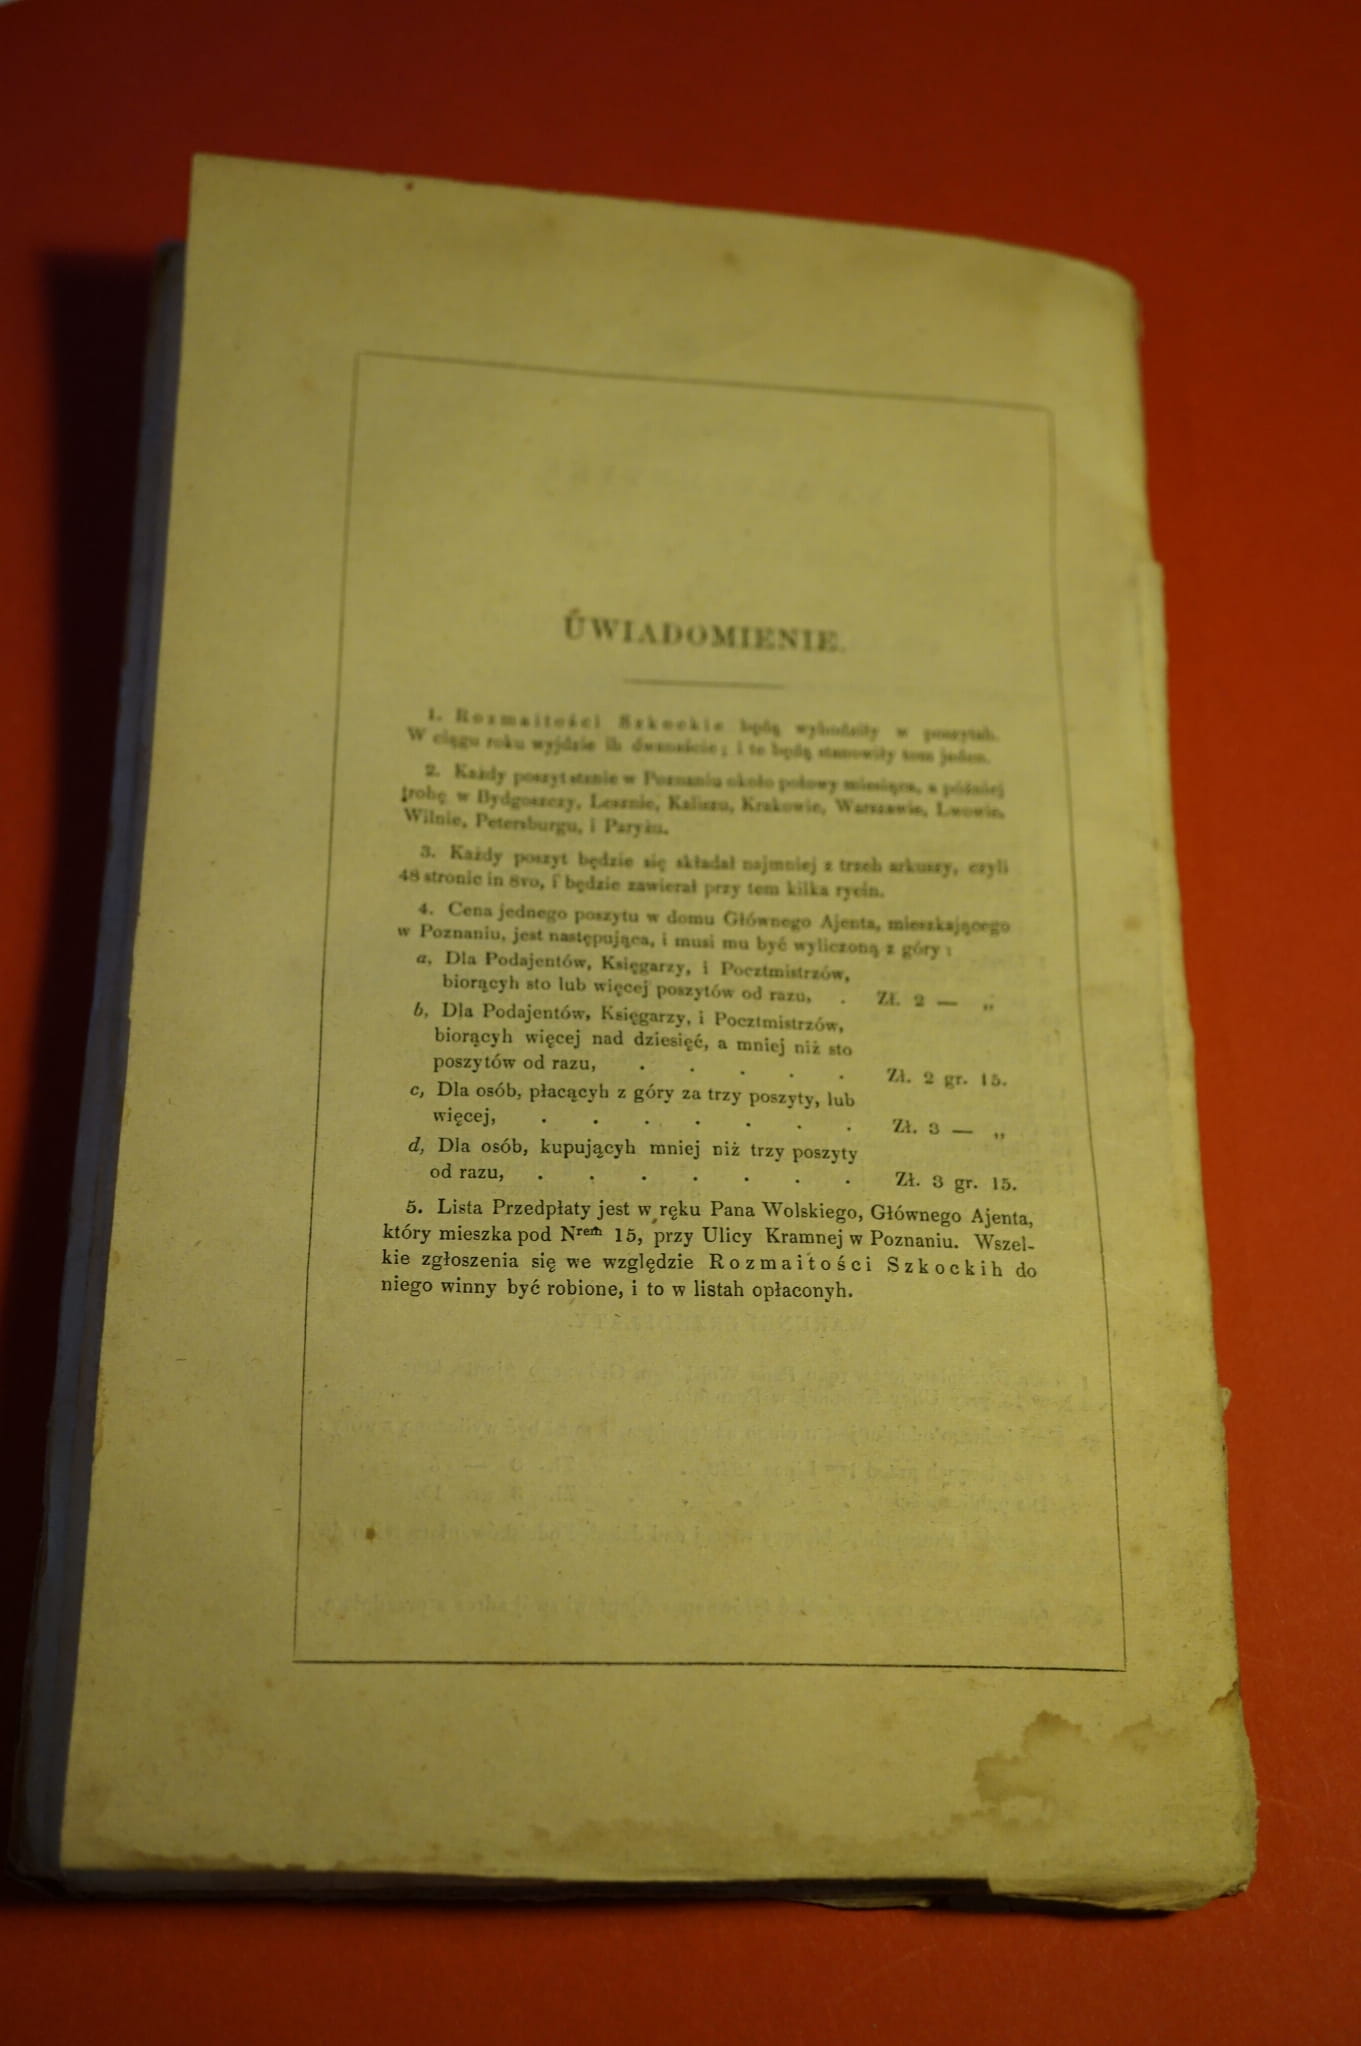 UWIADOMIENIE.
1. Rozmaitości Szkockie będą wyhodziły w poszytah.
W ciągu roku wyjdzie ih dwanaście; i te będą stanowiły tom jeden.
2. Każdy poszyt stanie w Poznaniu około połowy miesiąca, a później
trohę w Bydgoszczy, Lesznie, Kaliszu, Krakowie, Warszawie, Lwowie,
Wilnie, Petersburgu, i Paryżu.
3. Każdy poszyt będzie się składał najmniej z trzeh arkuszy, czyli
48 stronic in 8vo, i będzie zawierał przy tem kilka rycin.
4. Cena jednego poszytu w domu Głównego Ajenta, mieszkającego
w Poznaniu, jest następująca, i musi mu być wyliczoną z góry:
a, Dla Podajentów, Księgarzy, i Pocztmistrzów,
biorącyh sto lub więcej poszytów od razu, . Zł. 2 — „
b, Dla Podajentów, Księgarzy, i Pocztmistrzów,
biorącyh więcej nad dziesięć, a mniej niż sto
poszytów od razu, . . . . . Zł. 2 gr. 15.
c, Dla osób, płacącyh z góry za trzy poszyty, lub
więcej, . . . . . . . Zł. 3 — „
d, Dla osób, kupującyh mniej niż trzy poszyty
od razu, . . . . . . . Zł. 3 gr. 15.
5. Lista Przedpłaty jest w ręku Pana Wolskiego, Głównego Ajenta,
który mieszka pod Nrem 15, przy Ulicy Kramnej w Poznaniu. Wszel-
kie zgłoszenia się we względzie Rozmaitości Szkockih do
niego winny być robione, i to w listah opłaconyh.